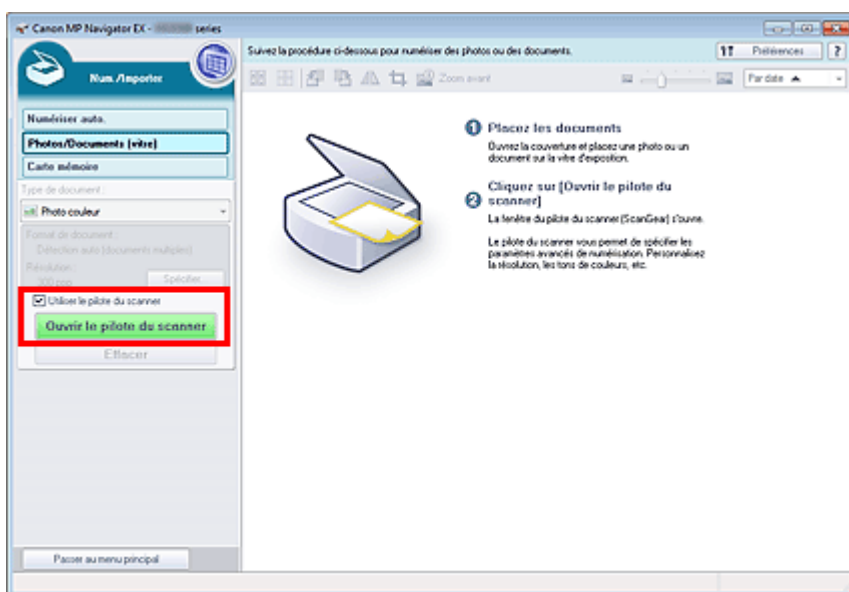 Canon MP Navigator EX - series
Num./Importer
Suivez la procédure ci-dessous pour numériser des photos ou des documents.
Préférences ?
Zoom avant
Par date
Numériser auto.
Photos/Documents (vitre)
Carte mémoire
Type de document :
Photo couleur
Format de document :
Détection auto (documents multiples)
Résolution :
300 ppp
Spécifier
Utiliser le pilote du scanner
Ouvrir le pilote du scanner
Effacer
Passer au menu principal
1 Placez les documents
Ouvrez la couverture et placez une photo ou un
document sur la vitre d'exposition.
2 Cliquez sur [Ouvrir le pilote du
scanner]
La fenêtre du pilote du scanner (ScanGear) s'ouvre.
Le pilote du scanner vous permet de spécifier les
paramètres avancés de numérisation. Personnalisez
la résolution, les tons de couleurs, etc.